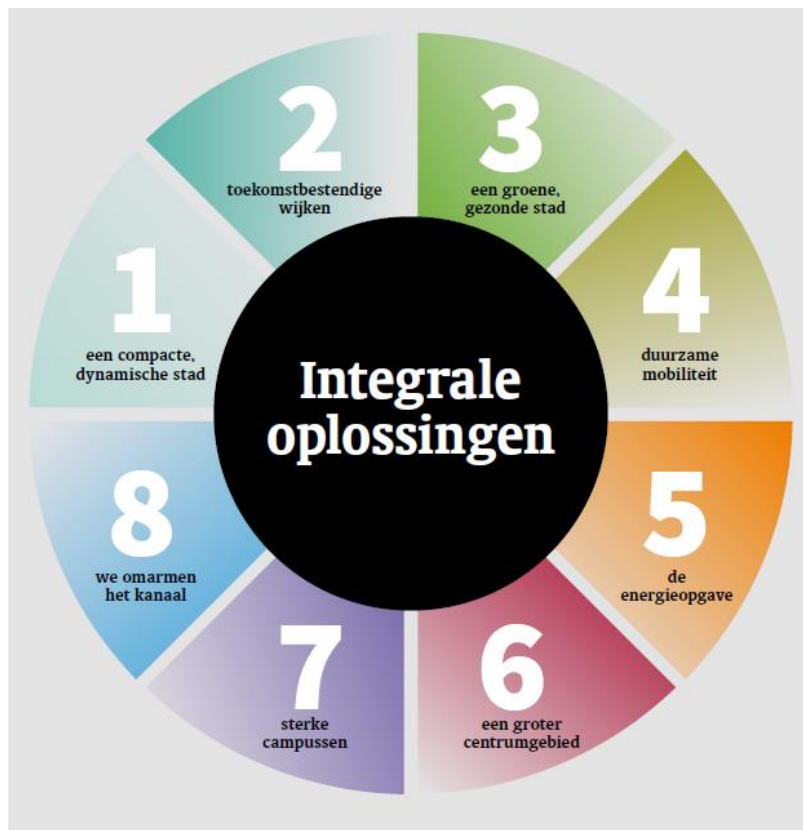 Integrale
oplossingen
1
een compacte,
dynamische stad
2
toekomstbestendige
wijken
3
een groene,
gezonde stad
4
duurzame
mobiliteit
5
de
energieopgave
6
een groter
centrumgebied
7
sterke
campussen
8
we omarmen
het kanaal